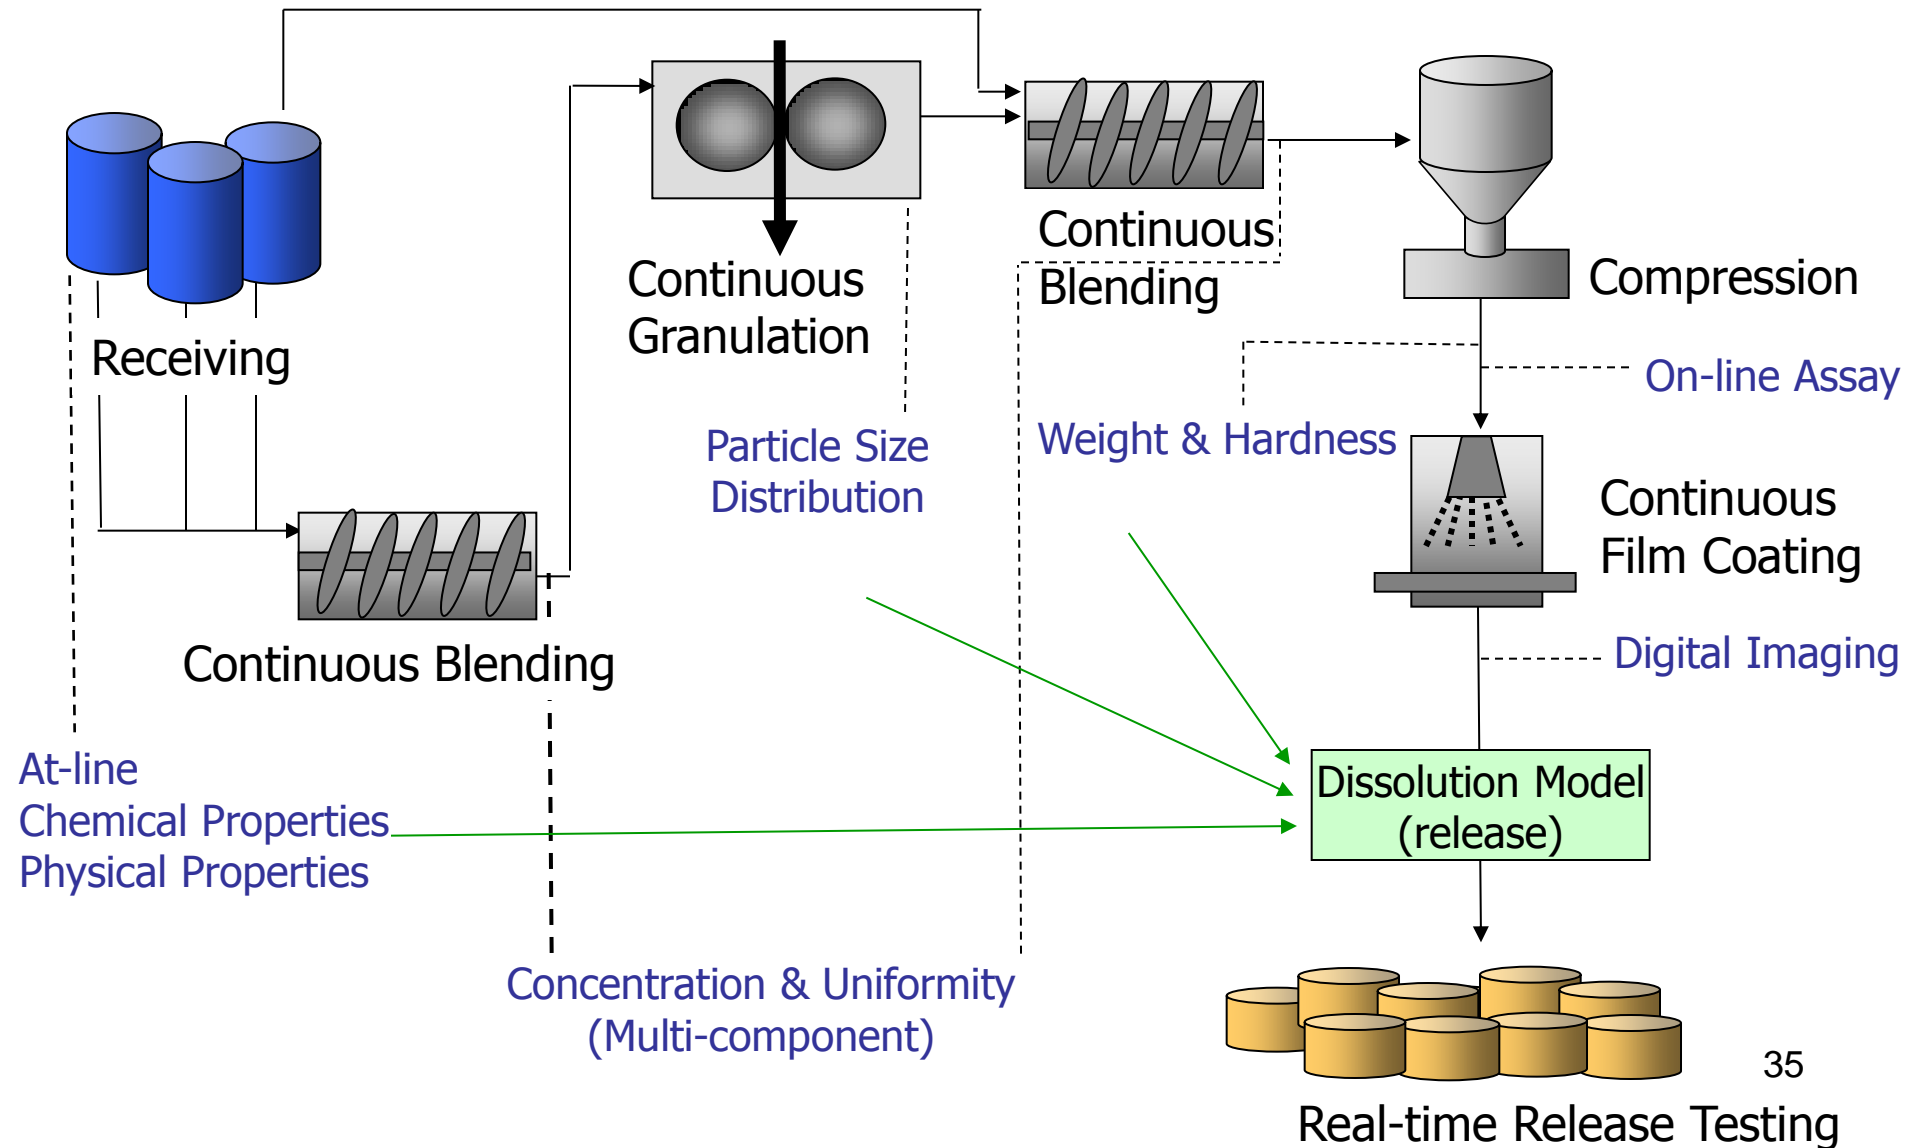 Receiving
Continuous
Granulation
Continuous
Blending
Compression
On-line Assay
Particle Size
Distribution
Weight & Hardness
Continuous
Film Coating
Continuous Blending
Digital Imaging
At-line
Chemical Properties
Physical Properties
Dissolution Model
(release)
Concentration & Uniformity
(Multi-component)
35
Real-time Release Testing